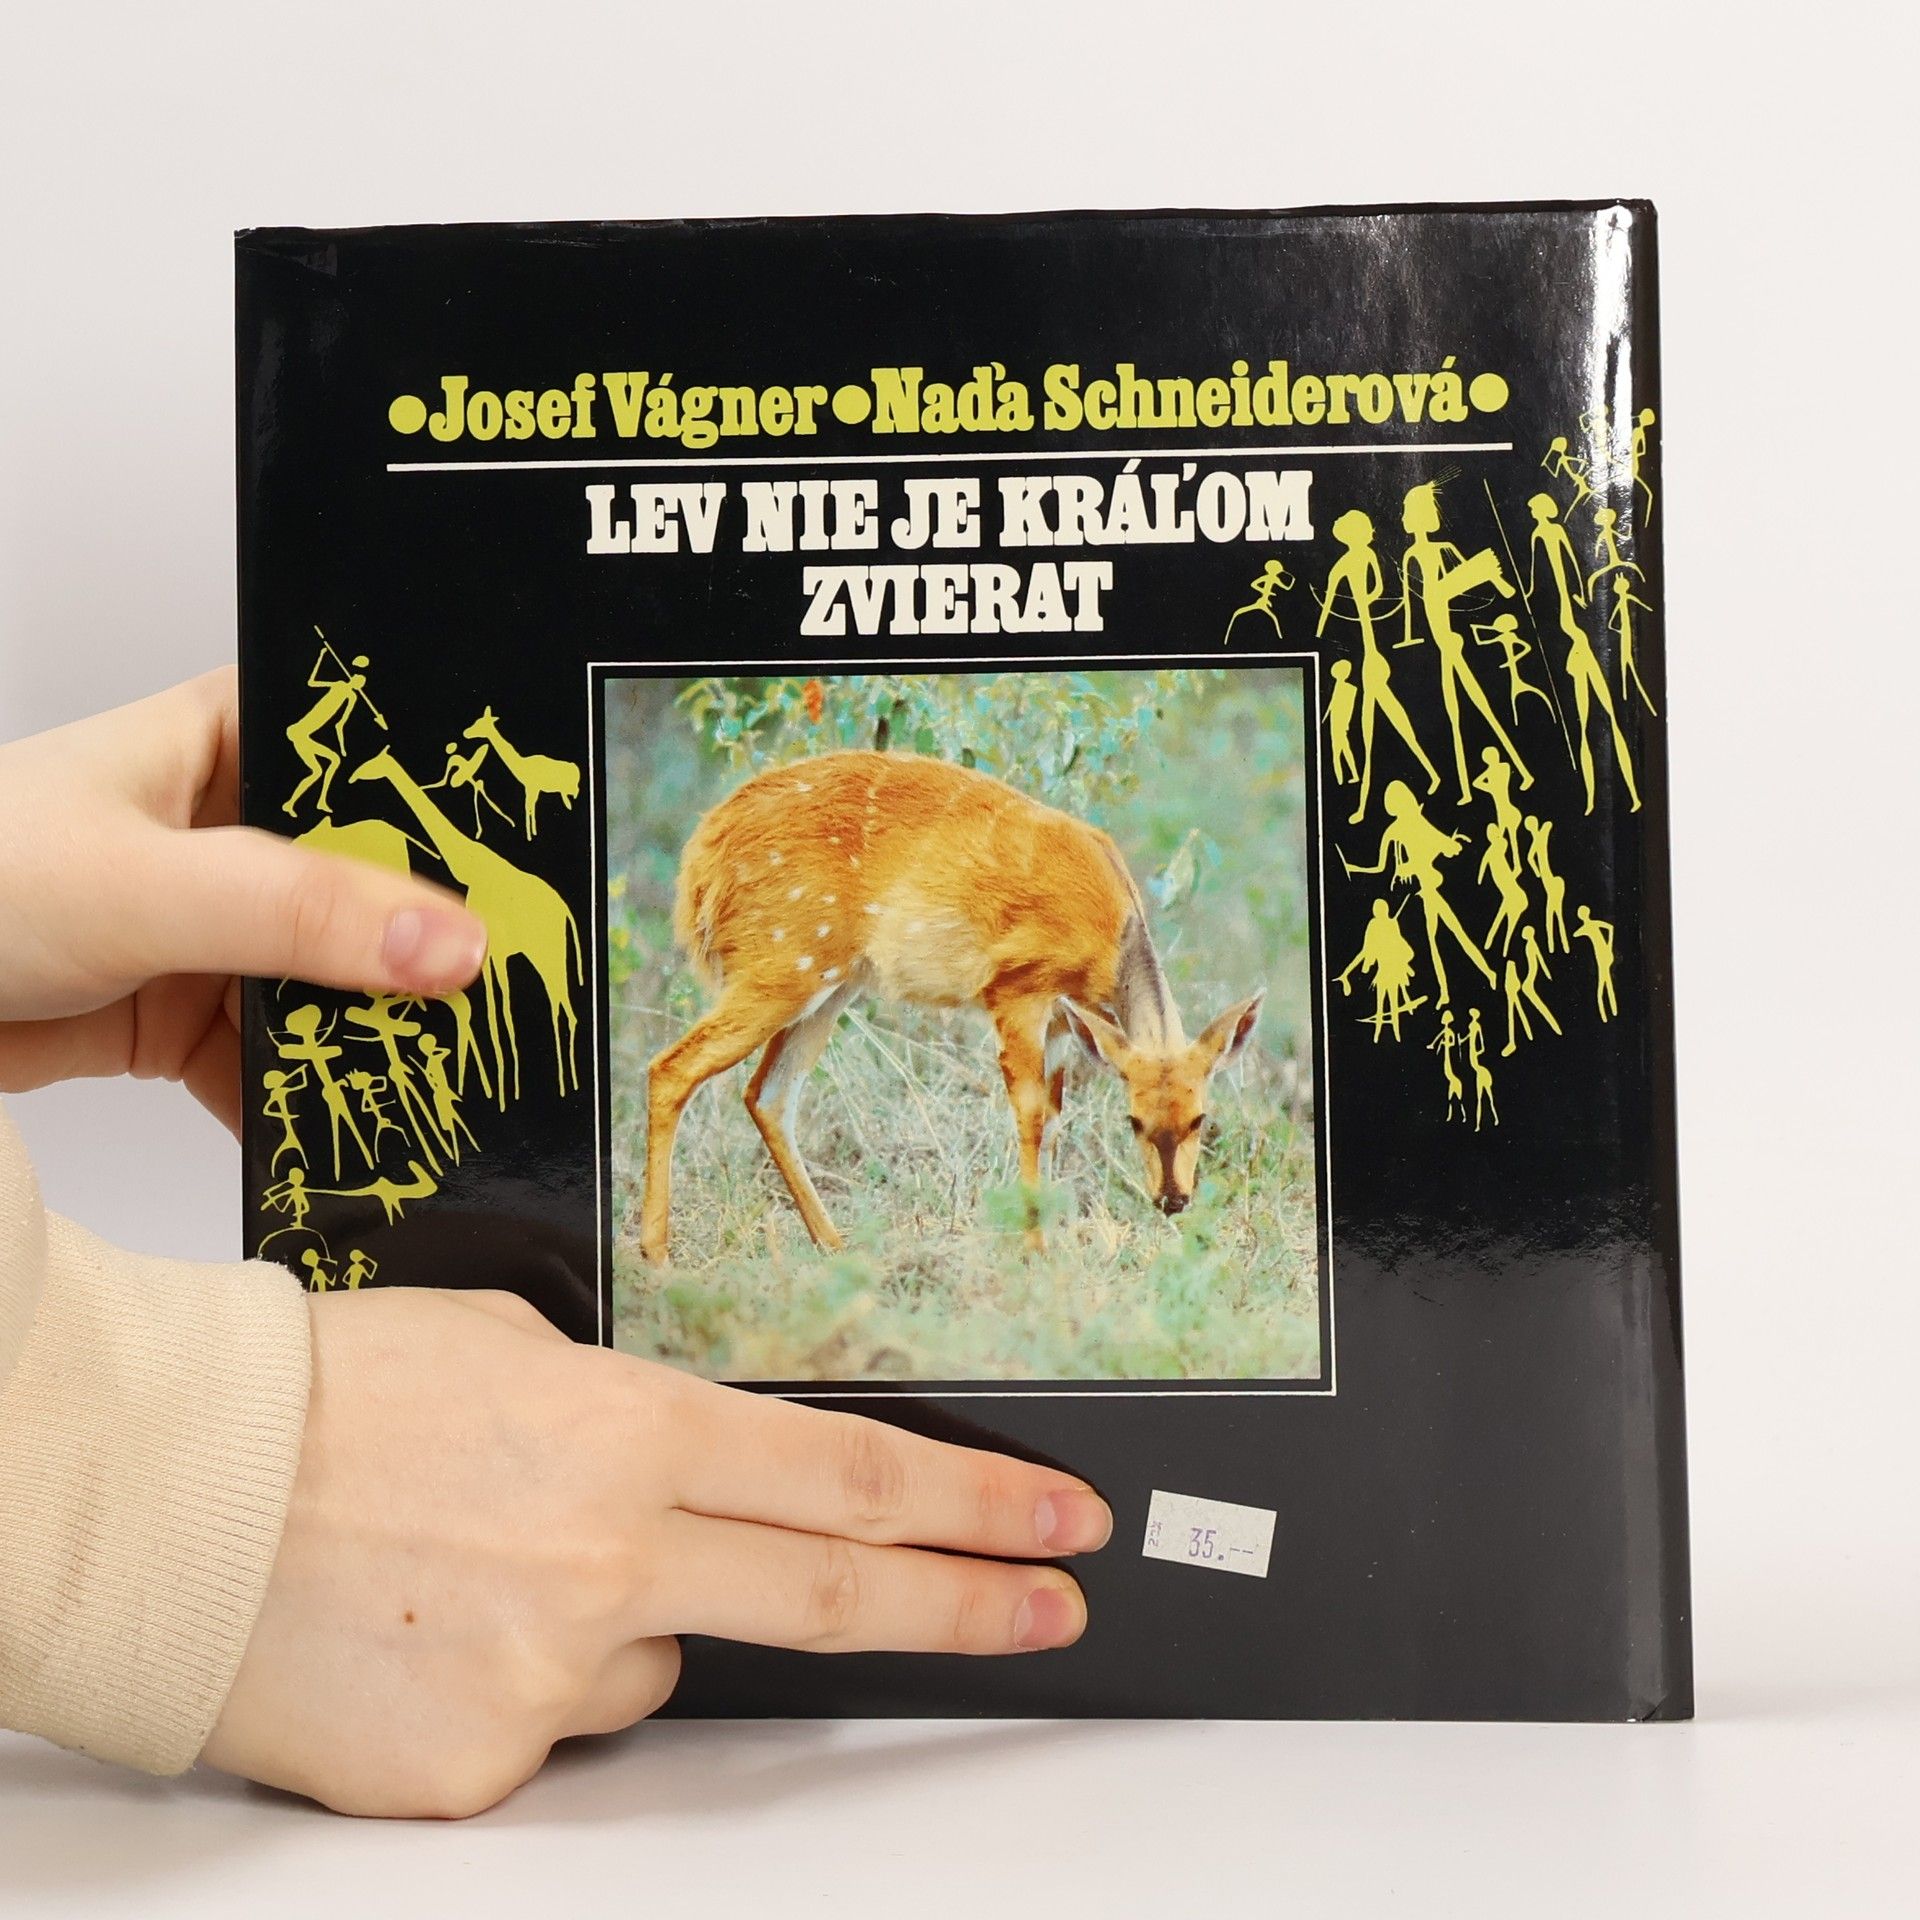 •Josef Vágner•Naďa Schneiderová•
LEV NIE JE KRÁĽOM
ZVIERAT
35.--